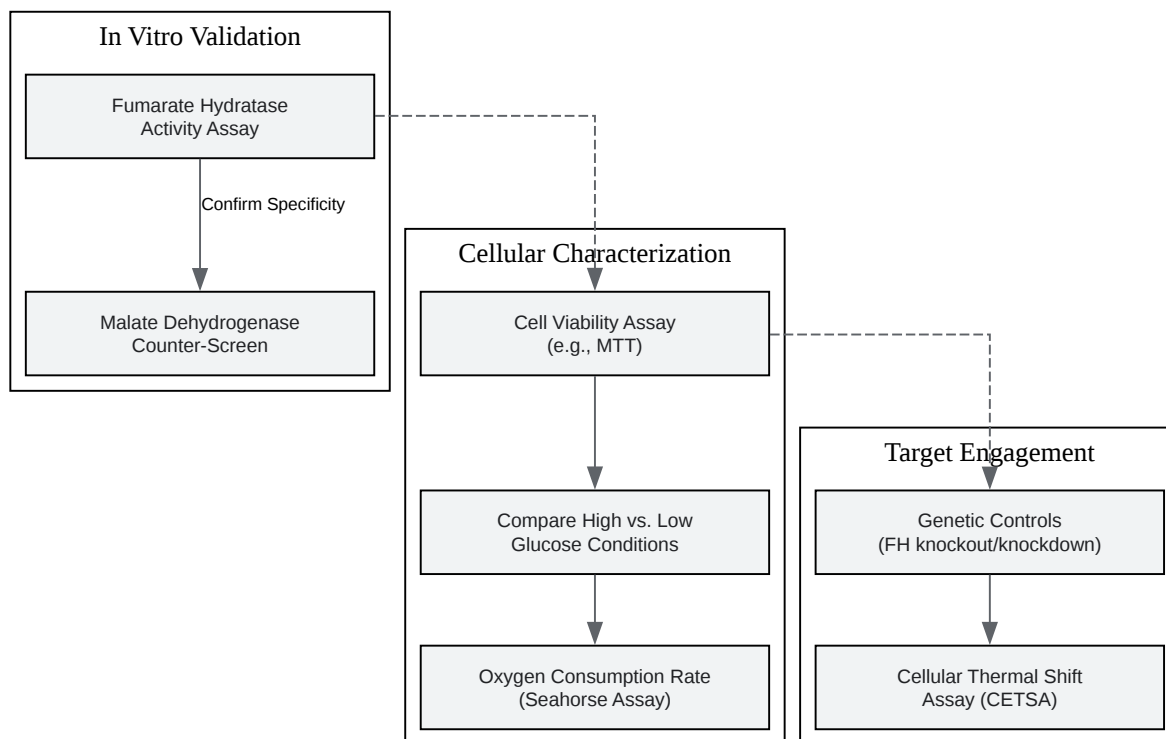 In Vitro Validation
Fumarate Hydratase
Activity Assay
Confirm Specificity
Malate Dehydrogenase
Counter-Screen
Cellular Characterization
Cell Viability Assay
(e.g., MTT)
Compare High vs. Low
Glucose Conditions
Oxygen Consumption Rate
(Seahorse Assay)
Target Engagement
Genetic Controls
(FH knockout/knockdown)
Cellular Thermal Shift
Assay (CETSA)